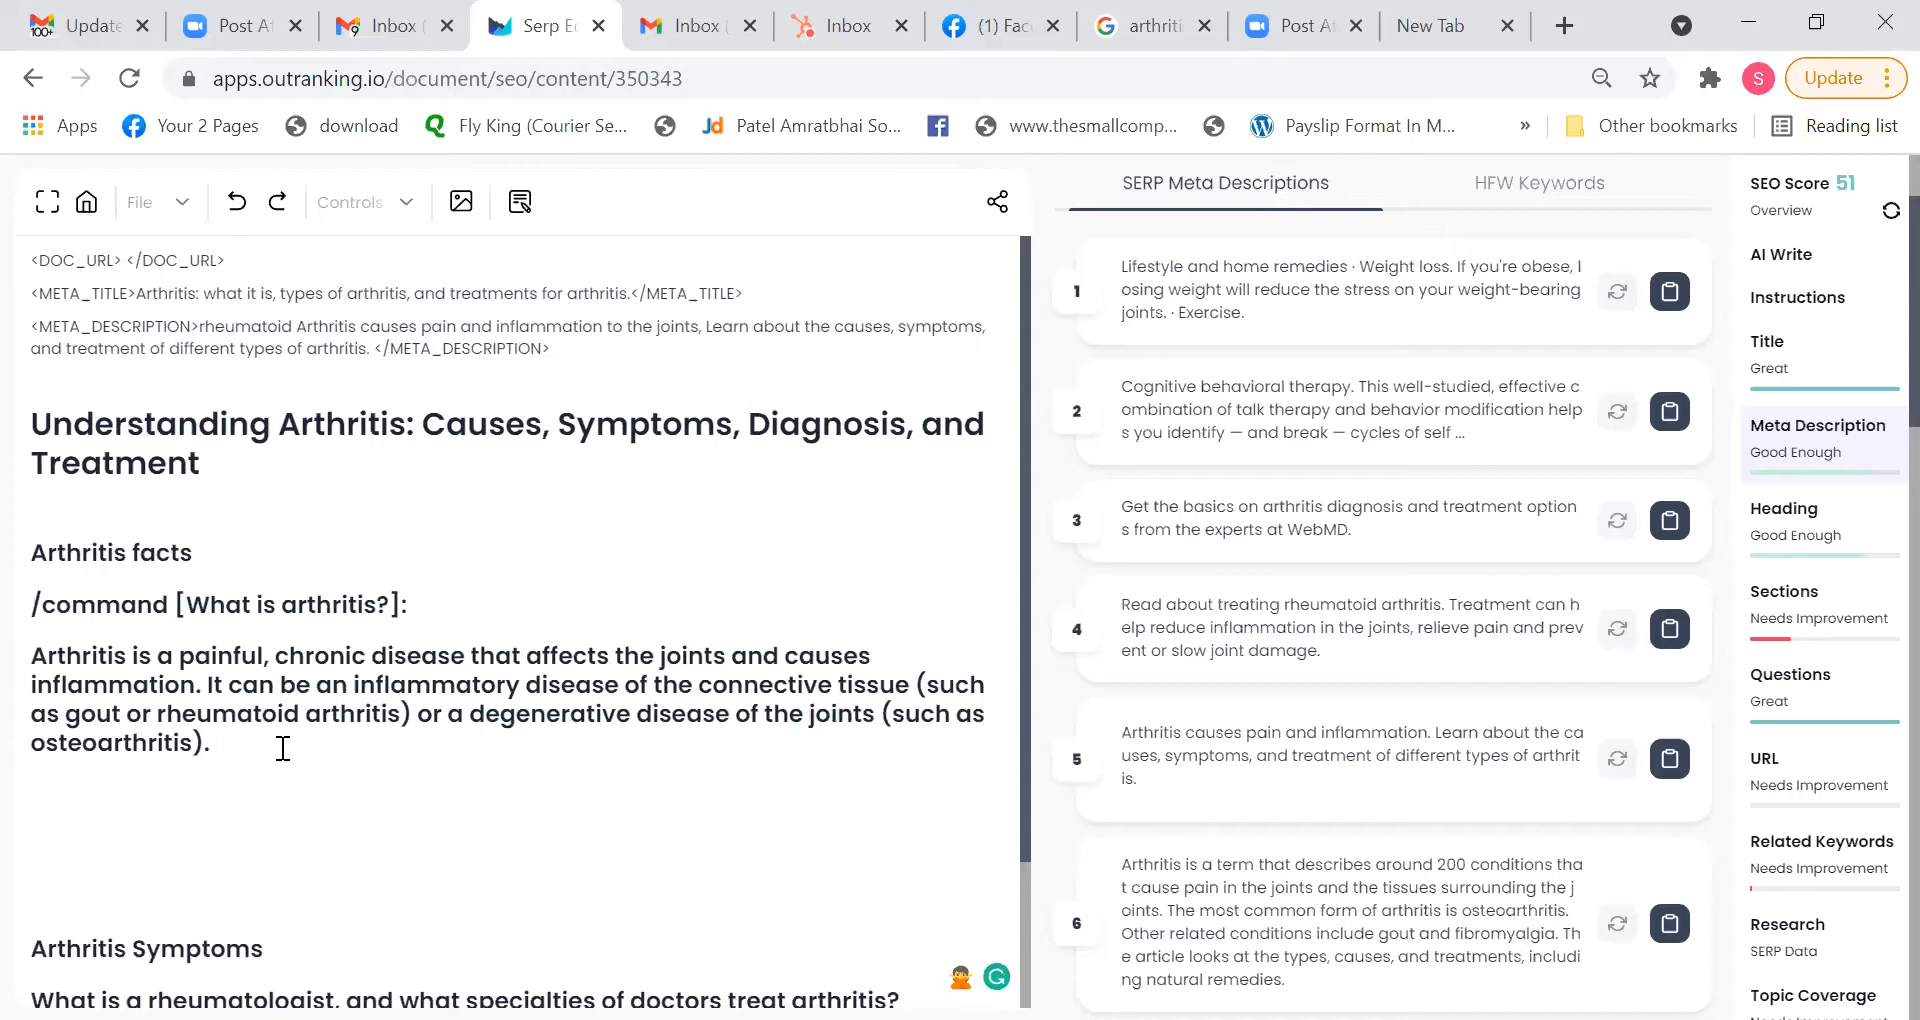 100+ Update
Post A
Inbox (
Serp E
Inbox (
Inbox
(1) Fac
arthriti
Post A
New Tab
apps.outranking.io/document/seo/content/350343
S
Update
Apps
Your 2 Pages
download
Fly King (Courier Se...
Jd Patel Amratbhai So...
www.thesmallcomp...
Payslip Format In M...
»
Other bookmarks
Reading list
File
Controls
<DOC_URL> </DOC_URL>
<META_TITLE>Arthritis: what it is, types of arthritis, and treatments for arthritis.</META_TITLE>
<META_DESCRIPTION>rheumatoid Arthritis causes pain and inflammation to the joints, Learn about the causes, symptoms,
and treatment of different types of arthritis. </META_DESCRIPTION>
Understanding Arthritis: Causes, Symptoms, Diagnosis, and
Treatment
Arthritis facts
/command [What is arthritis?]:
Arthritis is a painful, chronic disease that affects the joints and causes
inflammation. It can be an inflammatory disease of the connective tissue (such
as gout or rheumatoid arthritis) or a degenerative disease of the joints (such as
osteoarthritis).
Arthritis Symptoms
What is a rheumatologist, and what specialties of doctors treat arthritis?
SERP Meta Descriptions
HFW Keywords
1
Lifestyle and home remedies · Weight loss. If you're obese, l
osing weight will reduce the stress on your weight-bearing
joints. · Exercise.
2
Cognitive behavioral therapy. This well-studied, effective c
ombination of talk therapy and behavior modification help
s you identify — and break — cycles of self ...
3
Get the basics on arthritis diagnosis and treatment option
s from the experts at WebMD.
4
Read about treating rheumatoid arthritis. Treatment can h
elp reduce inflammation in the joints, relieve pain and prev
ent or slow joint damage.
5
Arthritis causes pain and inflammation. Learn about the ca
uses, symptoms, and treatment of different types of arthrit
is.
6
Arthritis is a term that describes around 200 conditions tha
t cause pain in the joints and the tissues surrounding the j
oints. The most common form of arthritis is osteoarthritis.
Other related conditions include gout and fibromyalgia. Th
e article looks at the types, causes, and treatments, includi
ng natural remedies.
SEO Score 51
Overview
AI Write
Instructions
Title
Great
Meta Description
Good Enough
Heading
Good Enough
Sections
Needs Improvement
Questions
Great
URL
Needs Improvement
Related Keywords
Needs Improvement
Research
SERP Data
Topic Coverage